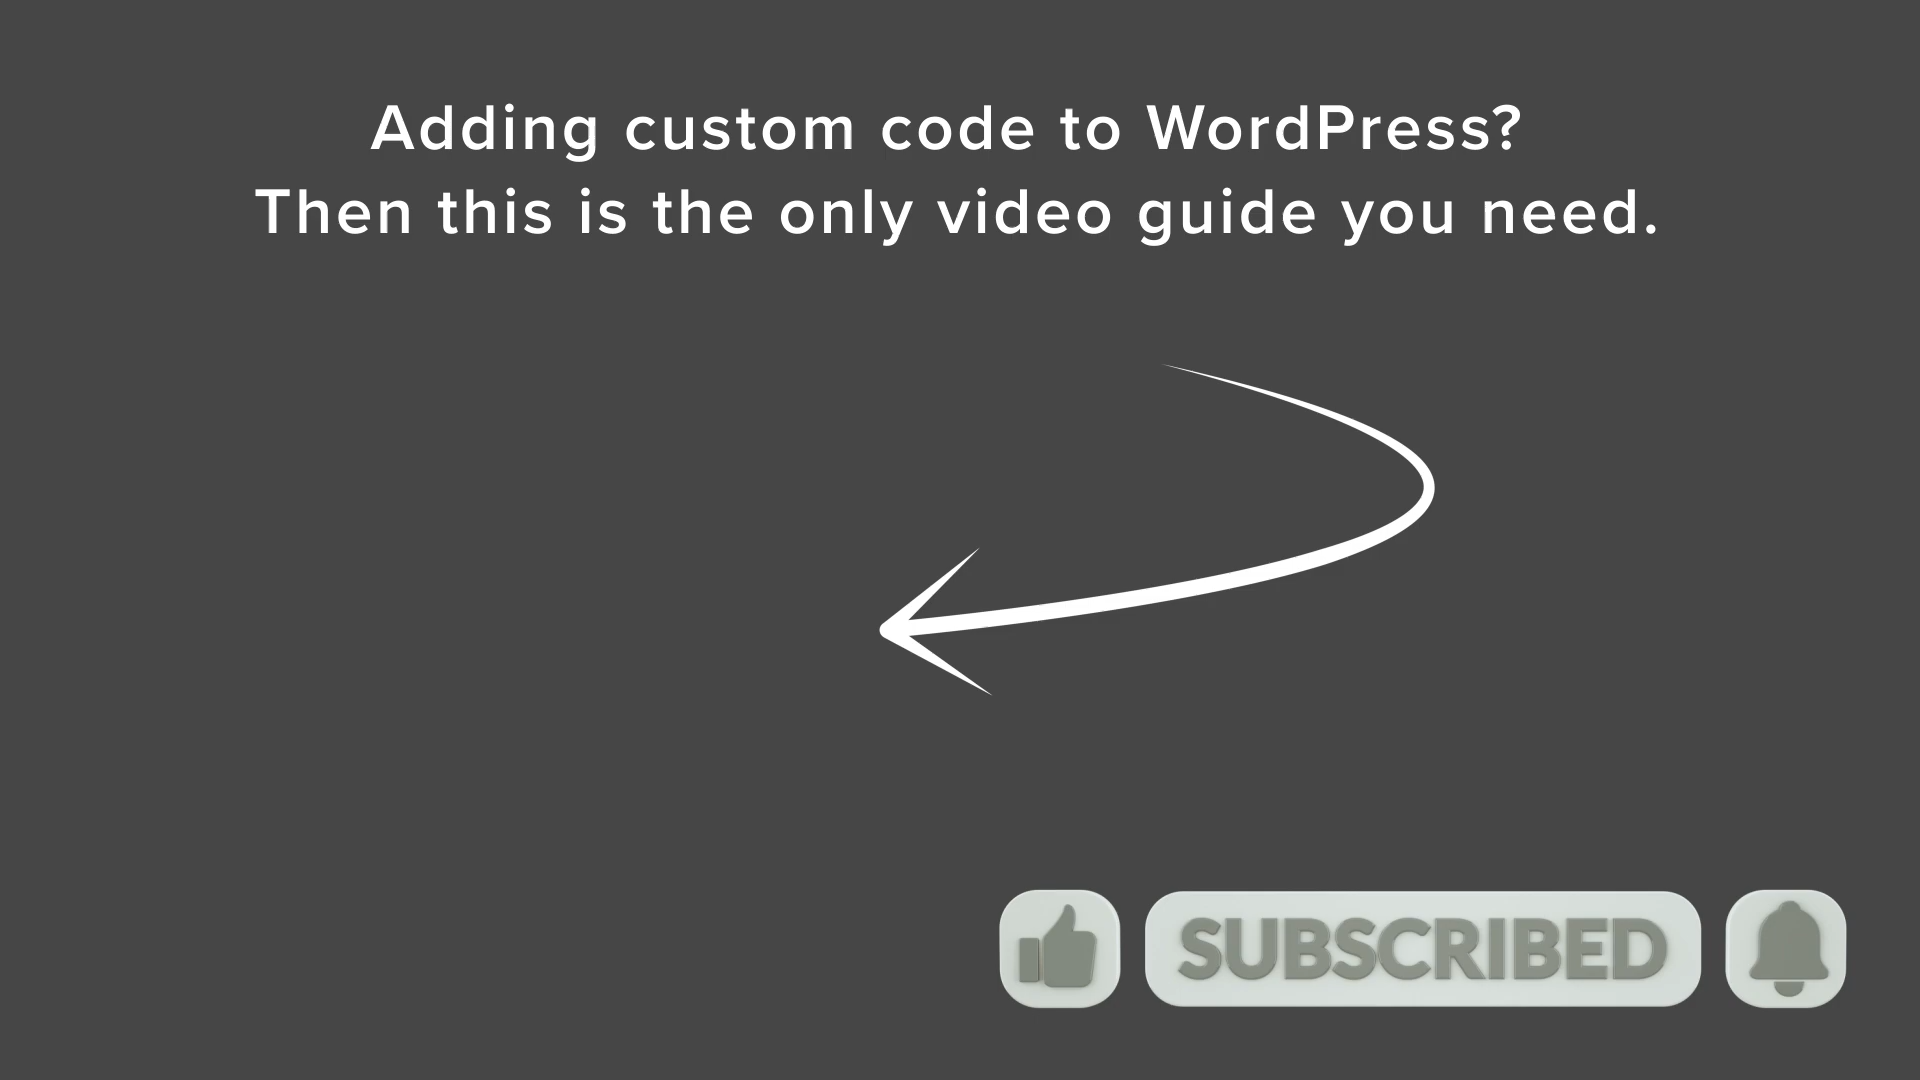 Adding custom code to WordPress?
Then this is the only video guide you need.
SUBSCRIBED